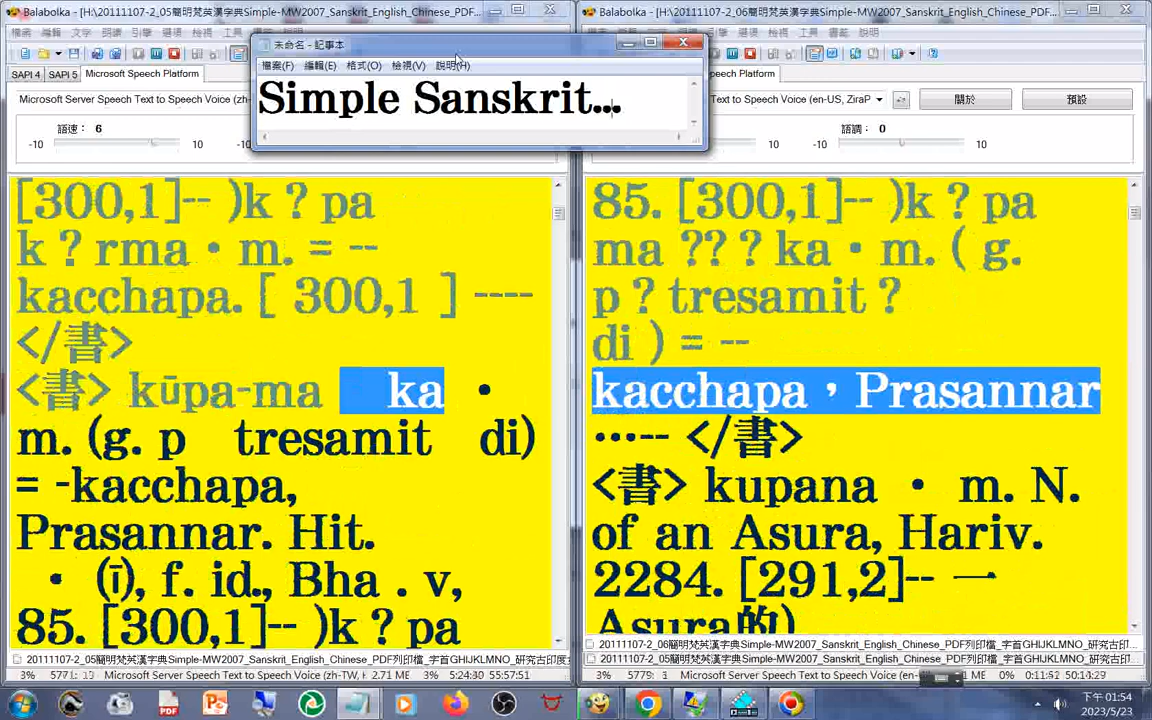 Balabolka - [H:\20111107-2_05簡明梵英漢字典Simple-MW2007_Sanskrit_English_Chinese_PDF...
Balabolka - [H:\20111107-2_06簡明梵英漢字典Simple-MW2007_Sanskrit_English_Chinese_PDF...
未命名 - 記事本
檔案(F) 編輯(E) 格式(O) 檢視(V) 說明(H)
Simple Sanskrit...
SAPI 4 SAPI 5 Microsoft Speech Platform
Microsoft Server Speech Text to Speech Voice (zh-
語速： 6
-10 10 -10
Speech Platform
Text to Speech Voice (en-US, ZiraP
關於 預設
語調： 0
10 -10 10
[300,1]-- )k ? pa
k ? rma • m. = --
kacchapa. [ 300,1 ] ----
</書>
<書> kūpa-ma ka •
m. (g. p tresamit di)
= -kacchapa,
Prasannar. Hit.
• (ī), f. id., Bha . v,
85. [300,1]-- )k ? pa
85. [300,1]-- )k ? pa
ma ?? ? ka • m. ( g.
p ? tresamit ?
di ) = --
kacchapa，Prasannar
…-- </書>
<書> kupana • m. N.
of an Asura, Hariv.
2284. [291,2]-- 一
Asura的)
20111107-2_05簡明梵英漢字典Simple-MW2007_Sanskrit_English_Chinese_PDF列印檔_字首GHIJKLMNO_研究古印度
20111107-2_05簡明梵英漢字典Simple-MW2007_Sanskrit_English_Chinese_PDF列印檔_字首GHIJKLMNO_研究古印...
3% Microsoft Server Speech Text to Speech Voice (zh-TW, 2.71 ME 3% 5:24:30 55:57:51
3% Microsoft Server Speech Text to Speech Voice (en-US, 0% 0:11:52 50:14:29
下午 01:54
2023/5/23